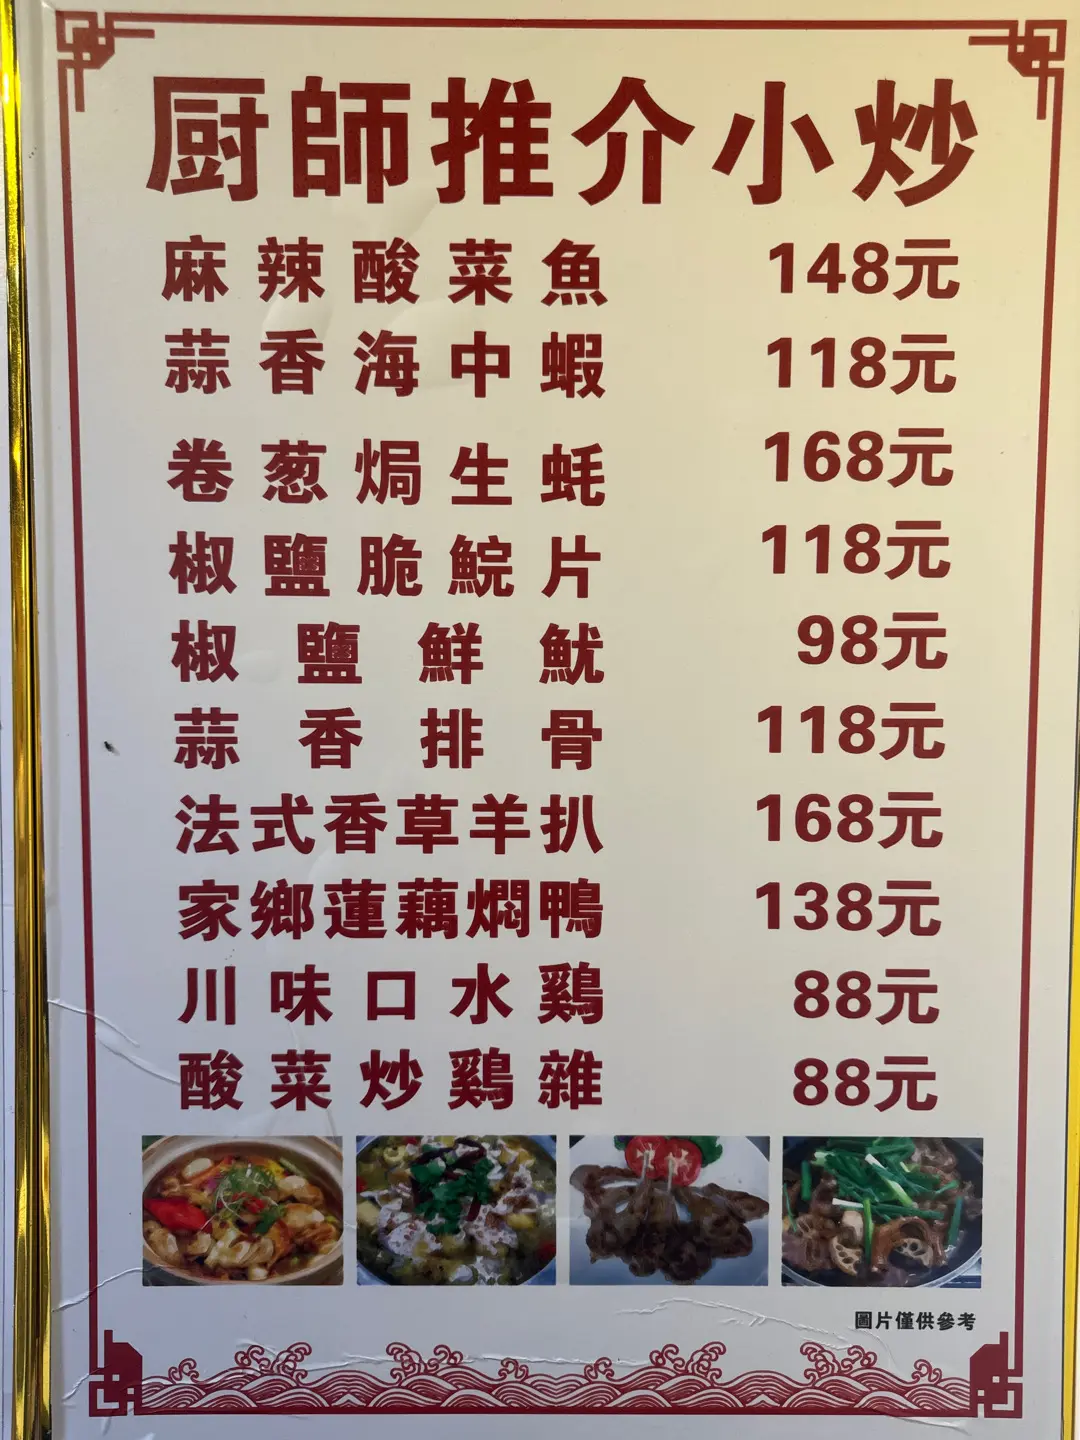 厨師推介小炒
麻辣酸菜魚 148元
蒜香海中蝦 118元
卷葱焗生蚝 168元
椒鹽脆鯇片 118元
椒鹽鮮魷 98元
蒜香排骨 118元
法式香草羊扒 168元
家鄉蓮藕燜鴨 138元
川味口水鷄 88元
酸菜炒鷄雜 88元
圖片僅供參考